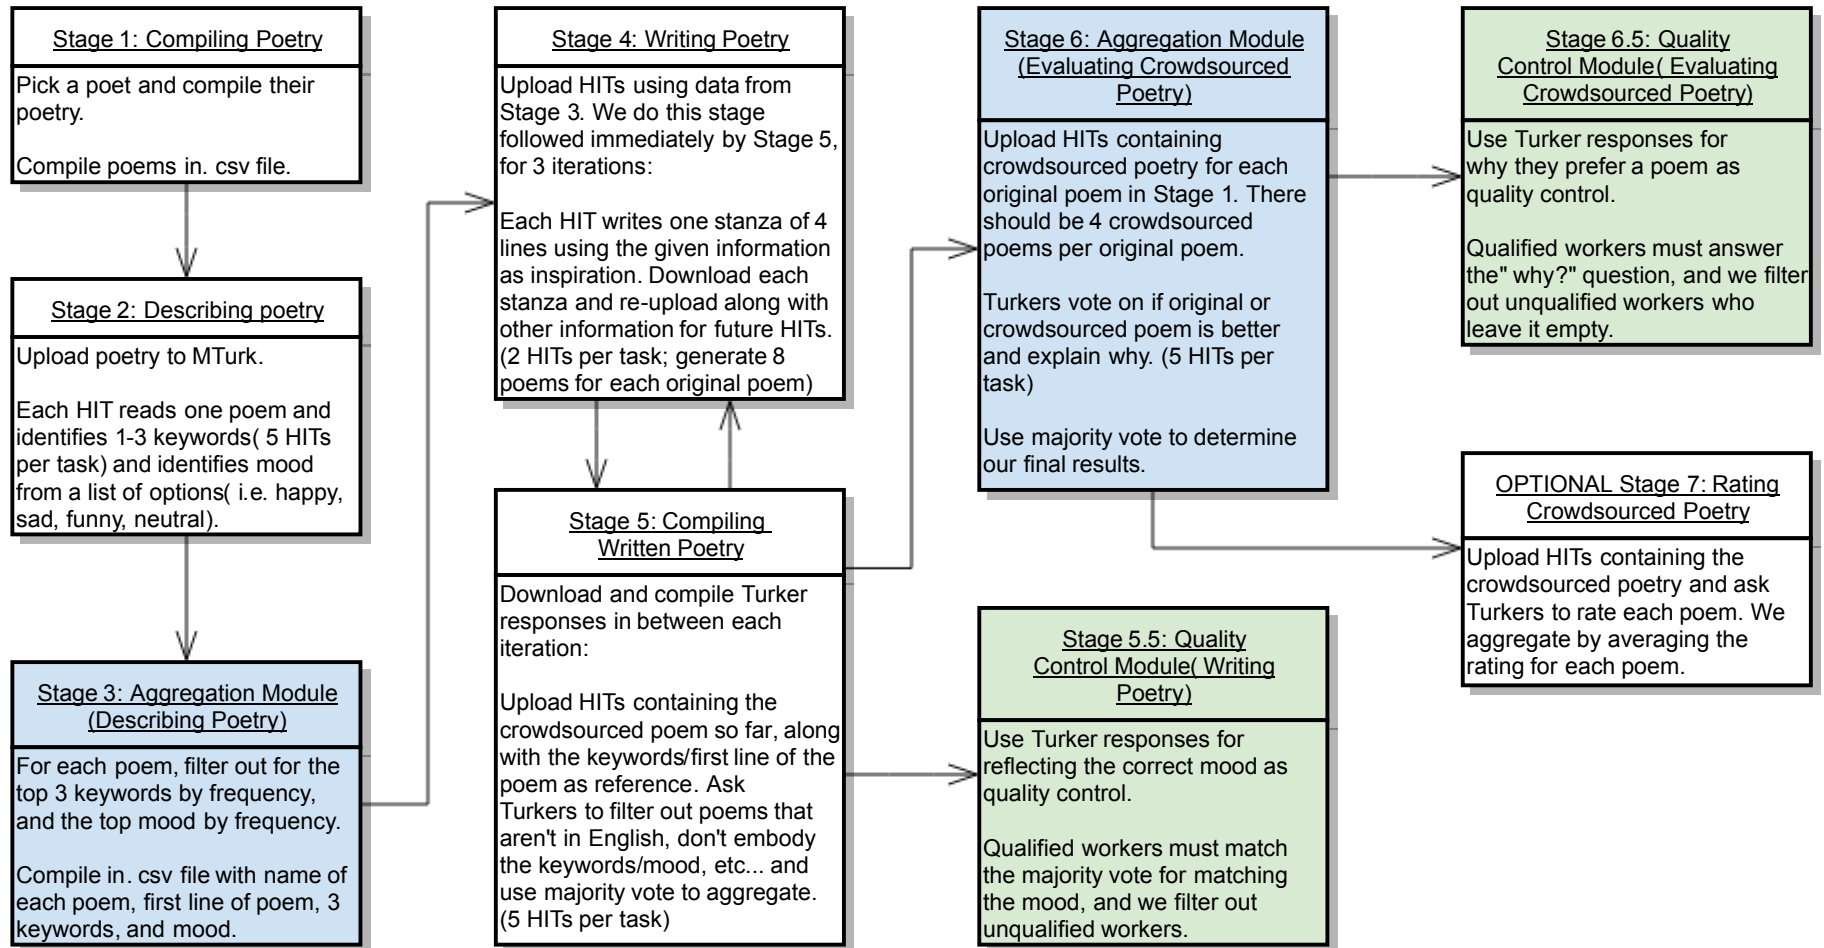 Stage 1: Compiling Poetry
Pick a poet and compile their
poetry.
Compile poems in. csv file.
Stage 2: Describing poetry
Upload poetry to MTurk.
Each HIT reads one poem and
identifies 1-3 keywords( 5 HITs
per task) and identifies mood
from a list of options( i.e. happy,
sad, funny, neutral).
Stage 3: Aggregation Module
(Describing Poetry)
For each poem, filter out for the
top 3 keywords by frequency,
and the top mood by frequency.
Compile in. csv file with name of
each poem, first line of poem, 3
keywords, and mood.
Stage 4: Writing Poetry
Upload HITs using data from
Stage 3. We do this stage
followed immediately by Stage 5,
for 3 iterations:
Each HIT writes one stanza of 4
lines using the given information
as inspiration. Download each
stanza and re-upload along with
other information for future HITs.
(2 HITs per task; generate 8
poems for each original poem)
Stage 5: Compiling
Written Poetry
Download and compile Turker
responses in between each
iteration:
Upload HITs containing the
crowdsourced poem so far, along
with the keywords/first line of the
poem as reference. Ask
Turkers to filter out poems that
aren't in English, don't embody
the keywords/mood, etc... and
use majority vote to aggregate.
(5 HITs per task)
Stage 6: Aggregation Module
(Evaluating Crowdsourced
Poetry)
Upload HITs containing
crowdsourced poetry for each
original poem in Stage 1. There
should be 4 crowdsourced
poems per original poem.
Turkers vote on if original or
crowdsourced poem is better
and explain why. (5 HITs per
task)
Use majority vote to determine
our final results.
Stage 5.5: Quality
Control Module( Writing
Poetry)
Use Turker responses for
reflecting the correct mood as
quality control.
Qualified workers must match
the majority vote for matching
the mood, and we filter out
unqualified workers.
Stage 6.5: Quality
Control Module( Evaluating
Crowdsourced Poetry)
Use Turker responses for
why they prefer a poem as
quality control.
Qualified workers must answer
the" why?" question, and we filter
out unqualified workers who
leave it empty.
OPTIONAL Stage 7: Rating
Crowdsourced Poetry
Upload HITs containing the
crowdsourced poetry and ask
Turkers to rate each poem. We
aggregate by averaging the
rating for each poem.